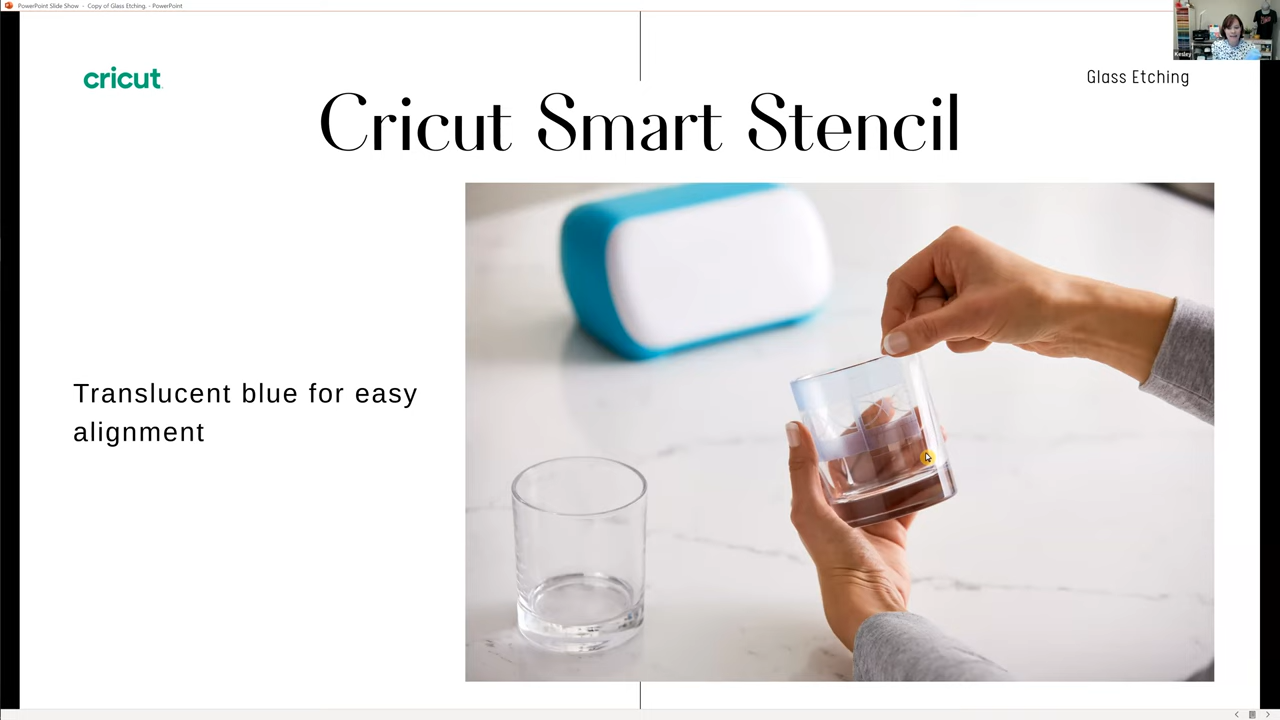 PowerPoint Slide Show - Copy of Glass Etching. - PowerPoint
Kesley
cricut
Glass Etching
Cricut Smart Stencil
Translucent blue for easy
alignment